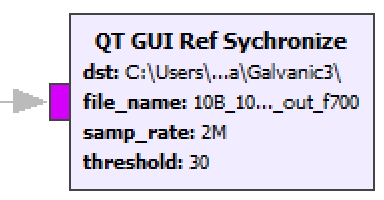 QT GUI Ref Sychronize
dst: C:\Users\...a\Galvanic3\
file_name: 10B_10..._out_f700
samp_rate: 2M
threshold: 30